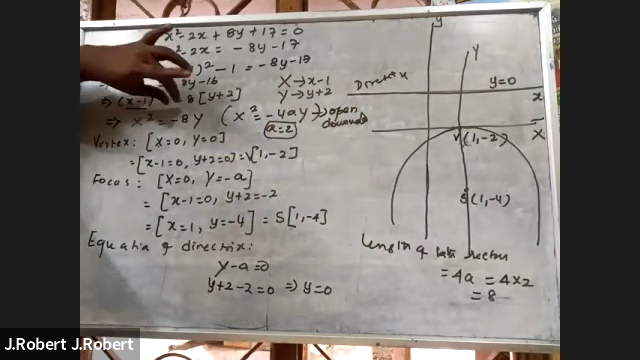 x²-2x+8y+17=0
²-2x = -8y-17
)²-1 = -8y-17
8y-16
X→x-1
Y→y+2
⇒ (x-1) 8[y+2]
⇒ X²=-8Y (X²=-4aY)→open downwards
a=2
Vertex: [X=0, Y=0]
=[x-1=0, y+2=0]=V[1,-2]
Focus: [X=0, Y=-a]
= [x-1=0, y+2=-2]
= [x=1, y=-4] = S[1,-4]
Equation of directrix:
Y-a=0
y+2-2=0 ⇒ y=0
y
Y
Directrix
y=0
x
X
V(1,-2)
S(1,-4)
Length of latus rectum
= 4a = 4x2
= 8
J.Robert J.Robert